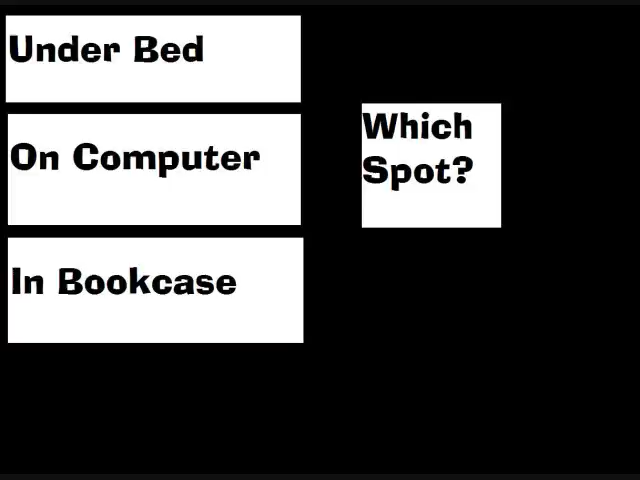 Under Bed
On Computer
In Bookcase
Which
Spot?